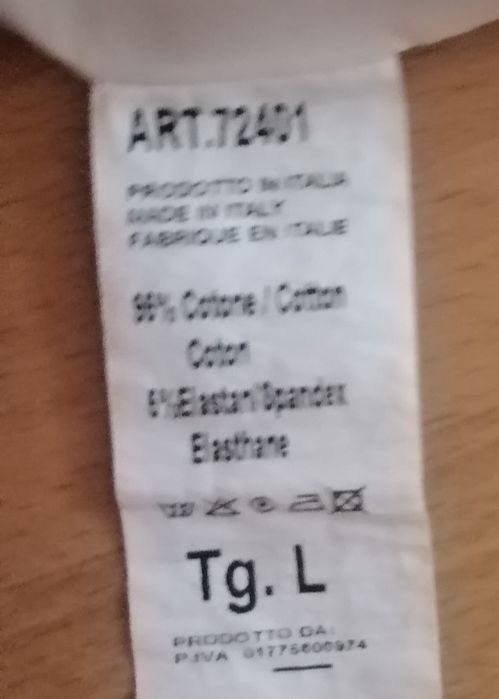 ART.72401
PRODOTTO IN ITALIA
MADE IN ITALY
FABRIQUE EN ITALIE
Cotone / Cotton
Coton
Elastan/Spandex
Elasthane
Tg. L
PRODOTTO DA:
P.IVA